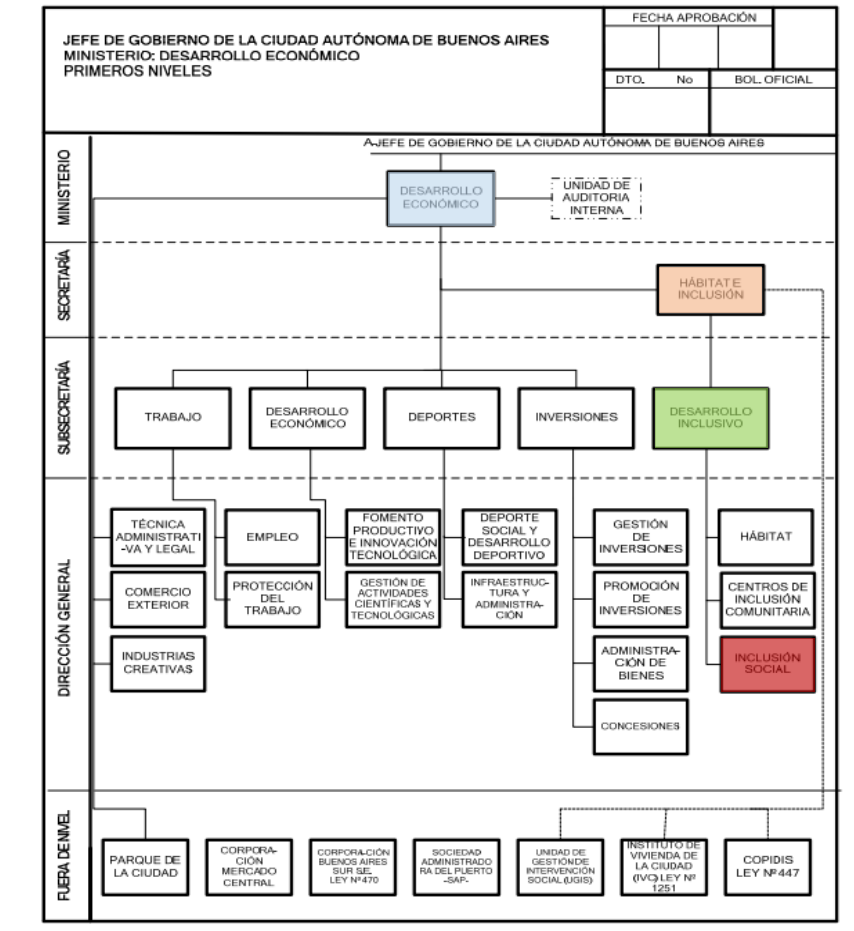 JEFE DE GOBIERNO DE LA CIUDAD AUTÓNOMA DE BUENOS AIRES
MINISTERIO: DESARROLLO ECONÓMICO
PRIMEROS NIVELES
FECHA APROBACIÓN
DTO. No
BOL. OFICIAL
A JEFE DE GOBIERNO DE LA CIUDAD AUTÓNOMA DE BUENOS AIRES
MINISTERIO
DESARROLLO
ECONÓMICO
UNIDAD DE
AUDITORIA
INTERNA
SECRETARÍA
HÁBITAT E
INCLUSIÓN
SUBSECRETARÍA
TRABAJO
DESARROLLO
ECONÓMICO
DEPORTES
INVERSIONES
DESARROLLO
INCLUSIVO
DIRECCIÓN GENERAL
TÉCNICA
ADMINISTRATI
-VA Y LEGAL
EMPLEO
FOMENTO
PRODUCTIVO
E INNOVACIÓN
TECNOLÓGICA
DEPORTE
SOCIAL Y
DESARROLLO
DEPORTIVO
GESTIÓN
DE
INVERSIONES
HÁBITAT
COMERCIO
EXTERIOR
PROTECCIÓN
DEL
TRABAJO
GESTIÓN DE
ACTIVIDADES
CIENTÍFICAS Y
TECNOLÓGICAS
INFRAESTRUC-
TURA Y
ADMINISTRA-
CIÓN
PROMOCIÓN
DE
INVERSIONES
CENTROS DE
INCLUSIÓN
COMUNITARIA
INDUSTRIAS
CREATIVAS
ADMINISTRA-
CIÓN DE
BIENES
INCLUSIÓN
SOCIAL
CONCESIONES
FUERA DE NIVEL
PARQUE DE
LA CIUDAD
CORPORA-
CIÓN
MERCADO
CENTRAL
CORPORA-CIÓN
BUENOS AIRES
SUR S.E.
LEY Nº 470
SOCIEDAD
ADMINISTRADO
RA DEL PUERTO
-SAP-
UNIDAD DE
GESTIÓN DE
INTERVENCIÓN
SOCIAL (UGIS)
INSTITUTO DE
VIVIENDA DE
LA CIUDAD
(IVC) LEY Nº
1251
COPIDIS
LEY Nº 447